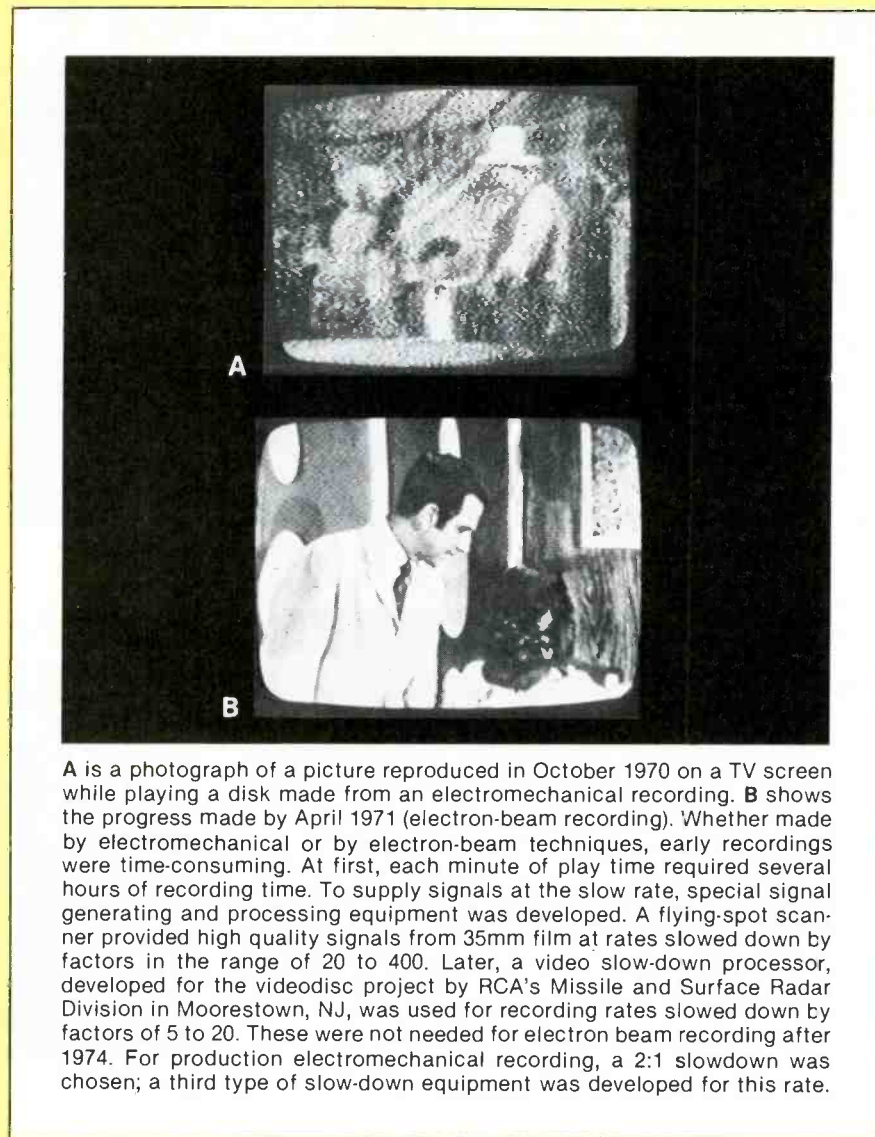 A
B
A is a photograph of a picture reproduced in October 1970 on a TV screen
while playing a disk made from an electromechanical recording. B shows
the progress made by April 1971 (electron-beam recording). Whether made
by electromechanical or by electron-beam techniques, early recordings
were time-consuming. At first, each minute of play time required several
hours of recording time. To supply signals at the slow rate, special signal
generating and processing equipment was developed. A flying-spot scan-
ner provided high quality signals from 35mm film at rates slowed down by
factors in the range of 20 to 400. Later, a video slow-down processor,
developed for the videodisc project by RCA's Missile and Surface Radar
Division in Moorestown, NJ, was used for recording rates slowed down by
factors of 5 to 20. These were not needed for electron beam recording after
1974. For production electromechanical recording, a 2:1 slowdown was
chosen; a third type of slow-down equipment was developed for this rate.